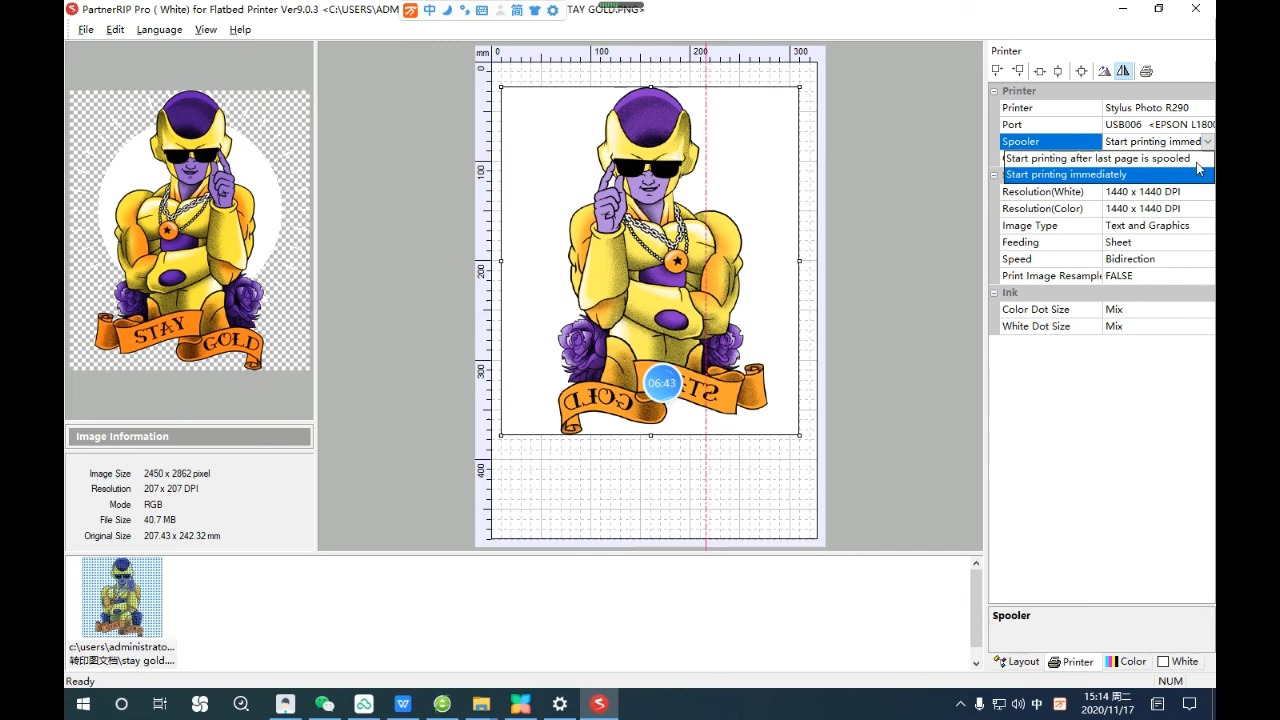 PartnerRIP Pro ( White) for Flatbed Printer Ver9.0.3 <C:\USERS\ADM
中
简
TAY GOLD.PNG>
File Edit Language View Help
STAY
GOLD
Image Information
Image Size 2450 x 2862 pixel
Resolution 207 x 207 DPI
Mode RGB
File Size 40.7 MB
Original Size 207.43 x 242.32 mm
mm 0 100 200 300
0
100
200
300
400
STAY
06:43
GOLD
Printer
Printer
Printer Stylus Photo R290
Port USB006 <EPSON L1800
Spooler Start printing immed
Start printing after last page is spooled
Start printing immediately
Resolution(White) 1440 x 1440 DPI
Resolution(Color) 1440 x 1440 DPI
Image Type Text and Graphics
Feeding Sheet
Speed Bidirection
Print Image Resample FALSE
Ink
Color Dot Size Mix
White Dot Size Mix
Spooler
Layout Printer Color White
c:\users\administrato...
转印图文档\stay gold....
Ready
NUM
中
15:14 周二
2020/11/17